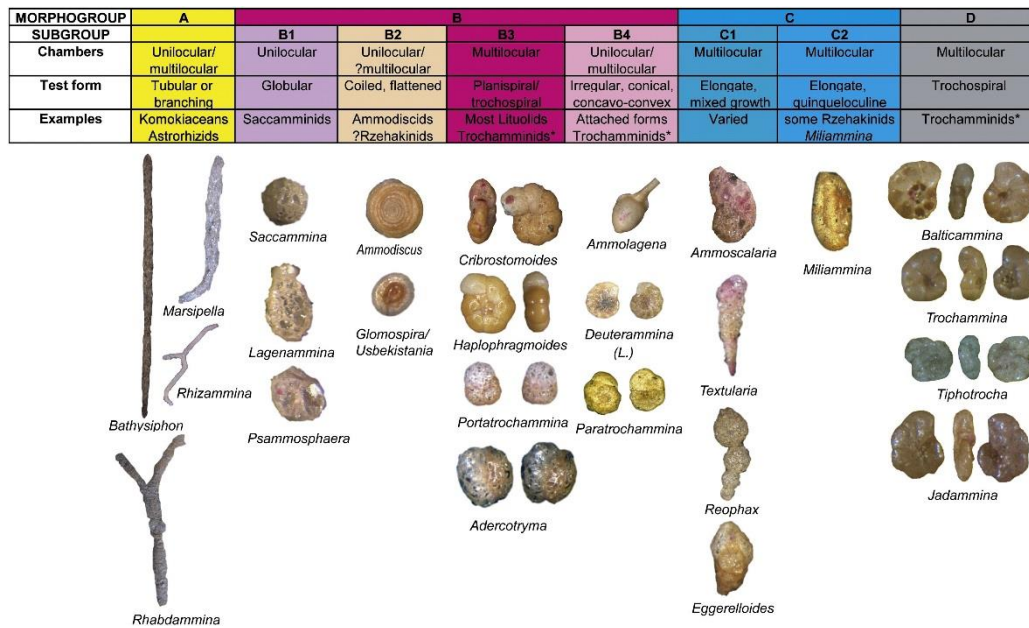 MORPHOGROUP A B C D
SUBGROUP B1 B2 B3 B4 C1 C2
Chambers Unilocular/ Unilocular Unilocular/ Multilocular Unilocular/ Multilocular Multilocular Multilocular
multilocular ?multilocular multilocular
Test form Tubular or Globular Coiled, flattened Planispiral/ Irregular, conical, Elongate, Elongate, Trochospiral
branching trochospiral concavo-convex mixed growth quinqueloculine
Examples Komokiaceans Saccamminids Ammodiscids Most Lituolids Attached forms Varied some Rzehakinids Trochamminids*
Astrorhizids ?Rzehakinids Trochamminids* Trochamminids* Miliammina
Saccammina
Ammodiscus
Cribrostomoides
Ammolagena
Ammoscalaria
Miliammina
Balticammina
Marsipella
Lagenammina
Glomospira/
Usbekistania
Haplophragmoides
Deuterammina
(L.)
Trochammina
Rhizammina
Bathysiphon
Psammosphaera
Portatrochammina
Paratrochammina
Textularia
Tiphotrocha
Adercotryma
Reophax
Jadammina
Rhabdammina
Eggerelloides